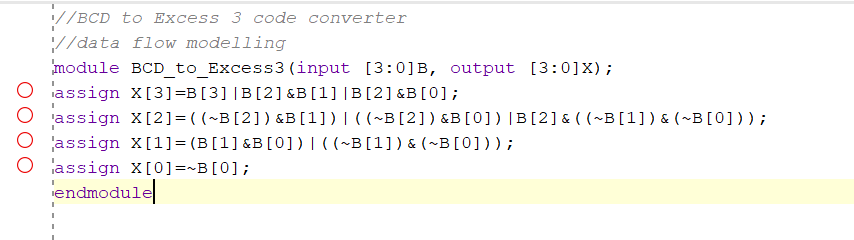 //BCD to Excess 3 code converter
//data flow modelling
module BCD_to_Excess3(input [3:0]B, output [3:0]X);
assign X[3]=B[3]|B[2]&B[1]|B[2]&B[0];
assign X[2]=((~B[2])&B[1])|((~B[2])&B[0])|B[2]&((~B[1])&(~B[0]));
assign X[1]=(B[1]&B[0])|((~B[1])&(~B[0]));
assign X[0]=~B[0];
endmodule